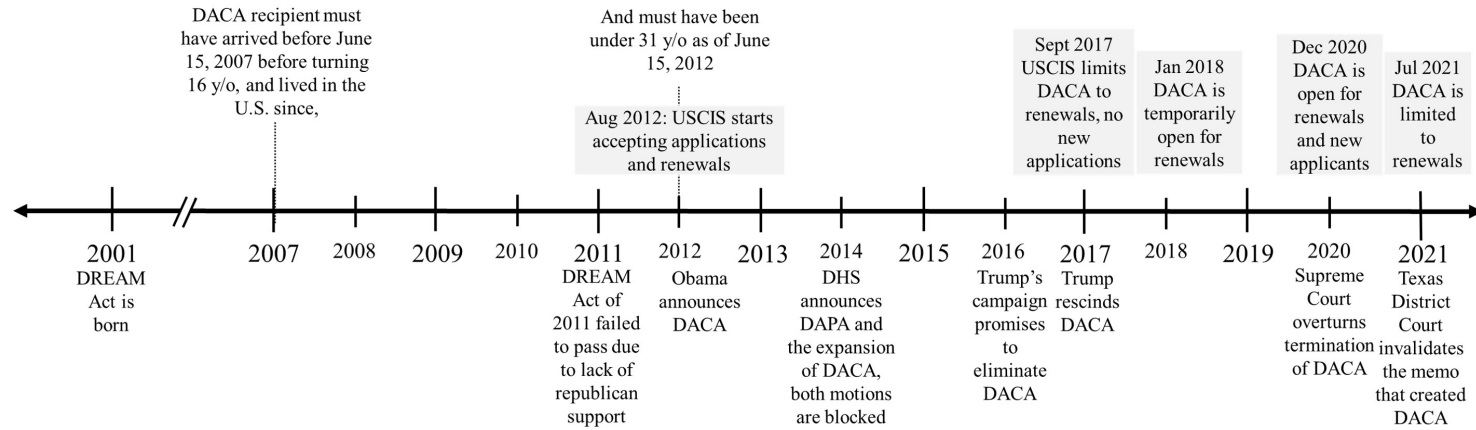 DACA recipient must
have arrived before June
15, 2007 before turning
16 y/o, and lived in the
U.S. since,
And must have been
under 31 y/o as of June
15, 2012
Aug 2012: USCIS starts
accepting applications
and renewals
Sept 2017
USCIS limits
DACA to
renewals, no
new
applications
Jan 2018
DACA is
temporarily
open for
renewals
Dec 2020
DACA is
open for
renewals
and new
applicants
Jul 2021
DACA is
limited
to
renewals
2001
DREAM
Act is
born
2007
2008
2009
2010
2011
DREAM
Act of
2011 failed
to pass due
to lack of
republican
support
2012
Obama
announces
DACA
2013
2014
DHS
announces
DAPA and
the expansion
of DACA,
both motions
are blocked
2015
2016
Trump’s
campaign
promises
to
eliminate
DACA
2017
Trump
rescinds
DACA
2018
2019
2020
Supreme
Court
overturns
termination
of DACA
2021
Texas
District
Court
invalidates
the memo
that created
DACA